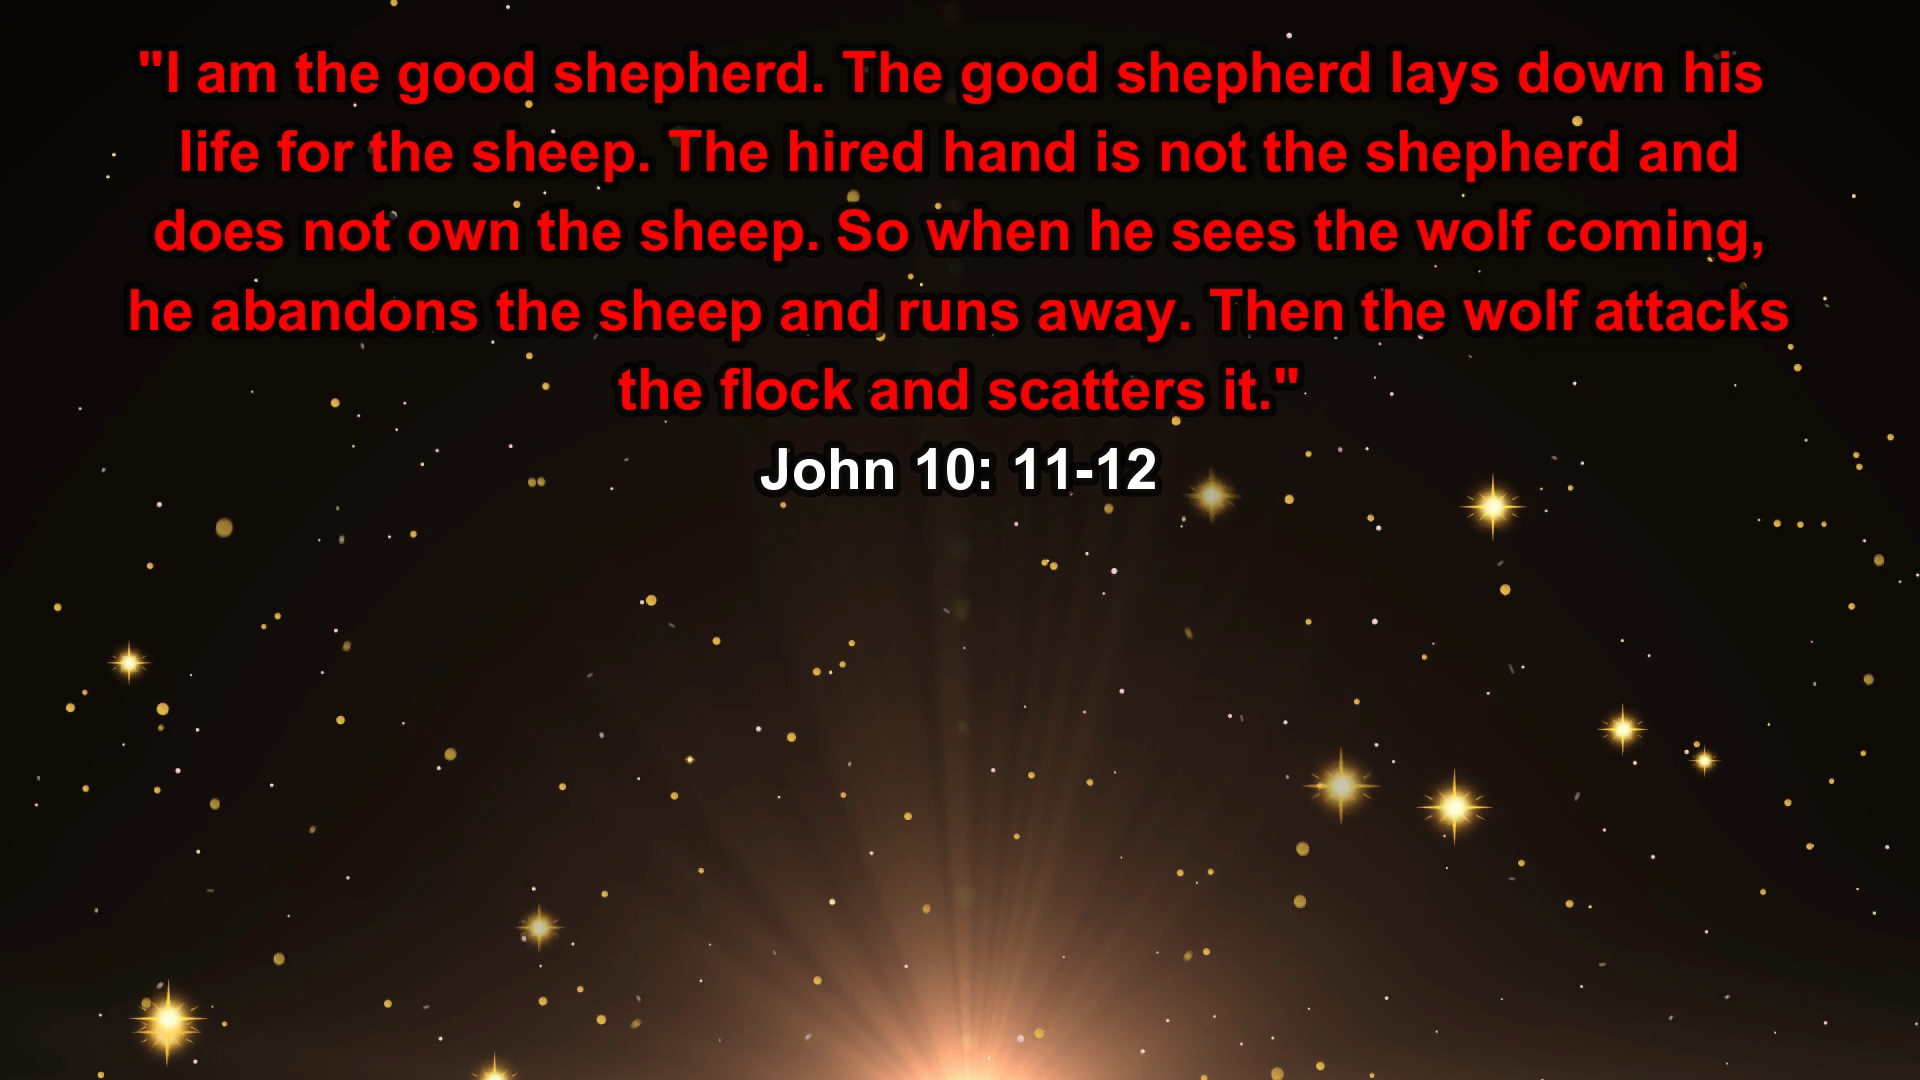 "I am the good shepherd. The good shepherd lays down his
life for the sheep. The hired hand is not the shepherd and
does not own the sheep. So when he sees the wolf coming,
he abandons the sheep and runs away. Then the wolf attacks
the flock and scatters it."
John 10: 11-12